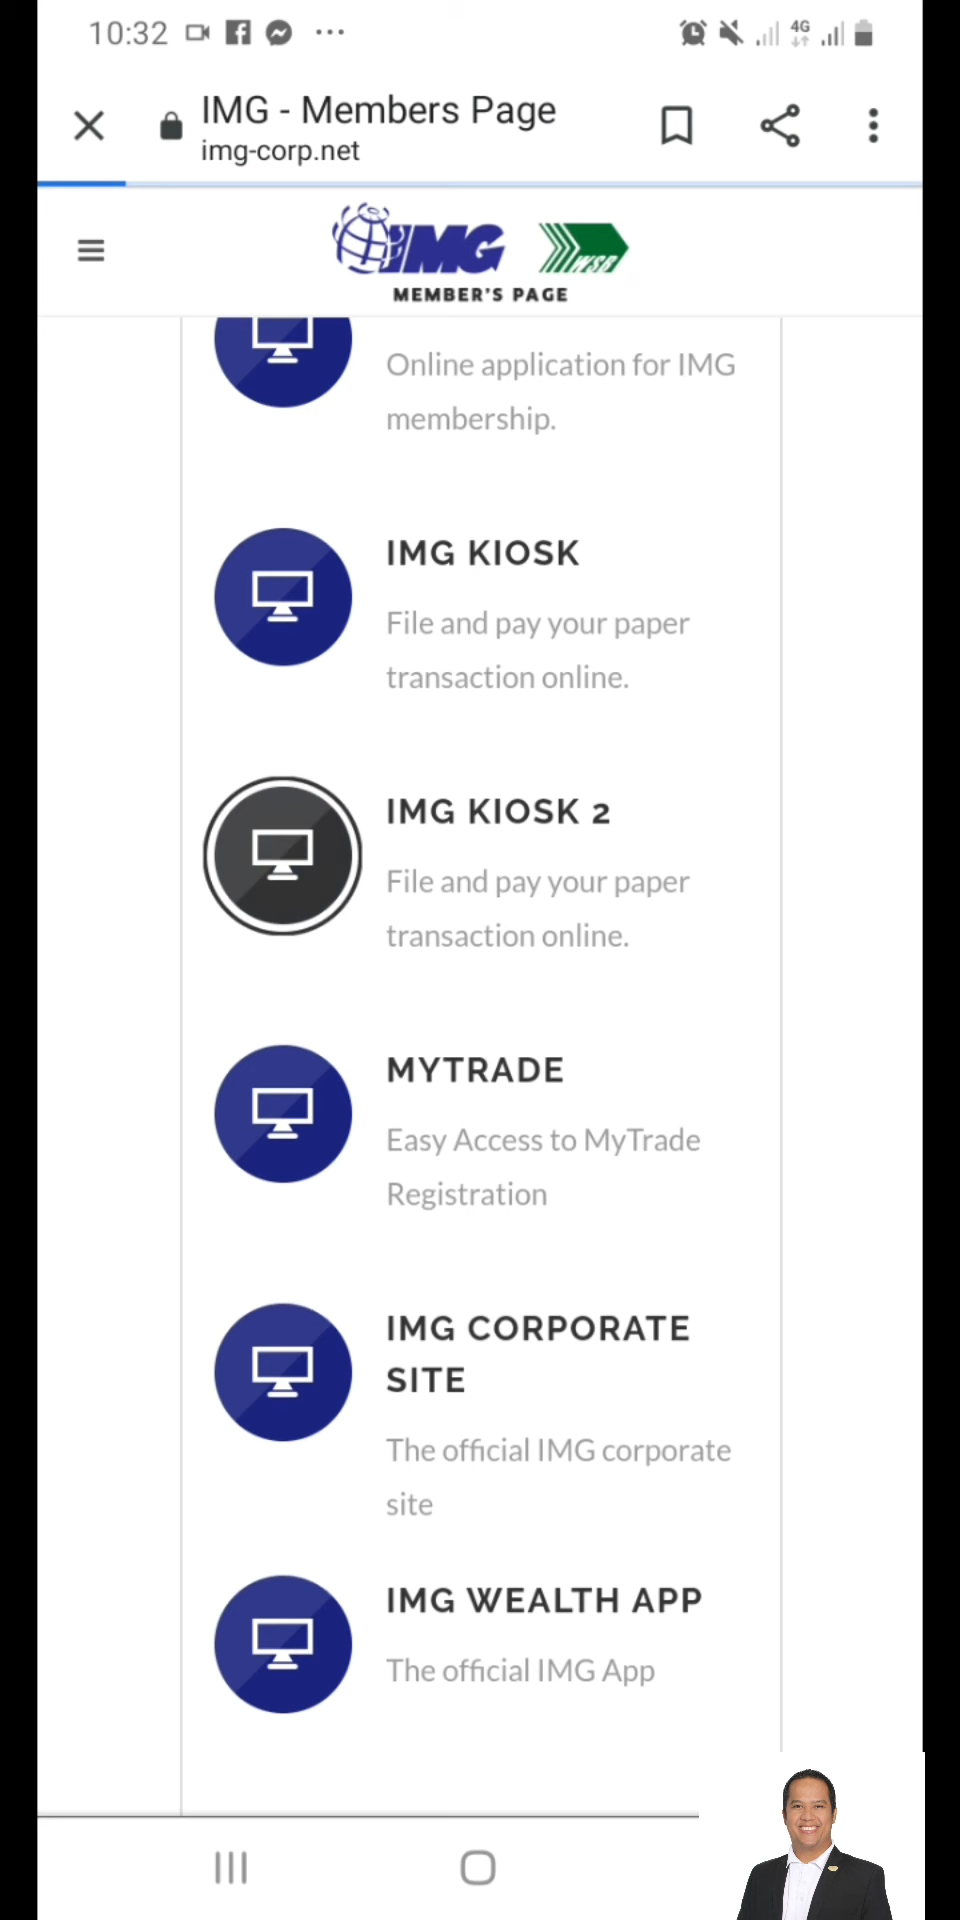 10:32
4G
IMG - Members Page
img-corp.net
IMG WSB
MEMBER'S PAGE
Online application for IMG
membership.
IMG KIOSK
File and pay your paper
transaction online.
IMG KIOSK 2
File and pay your paper
transaction online.
MYTRADE
Easy Access to MyTrade
Registration
IMG CORPORATE
SITE
The official IMG corporate
site
IMG WEALTH APP
The official IMG App